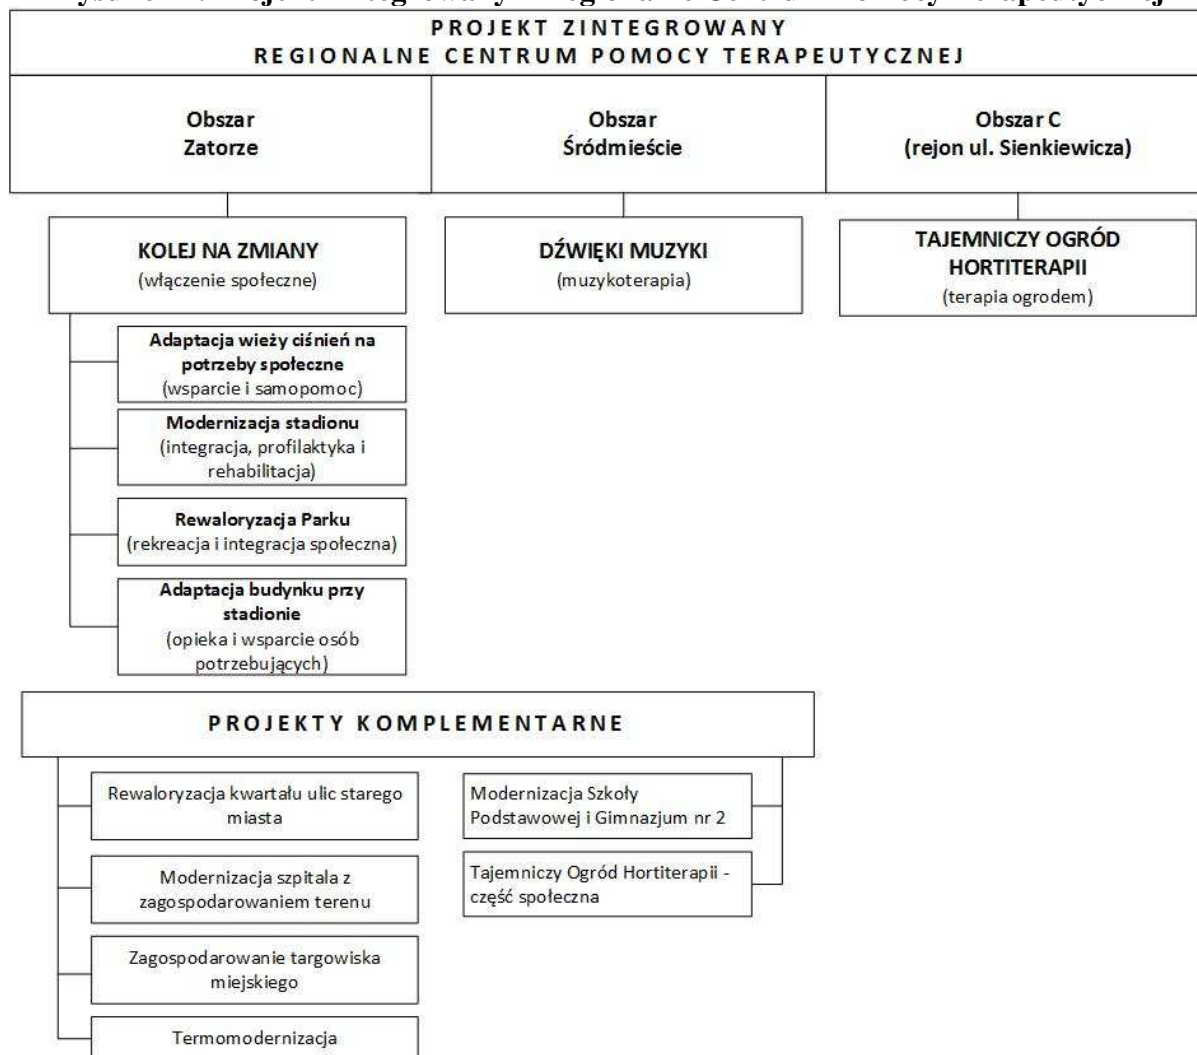 PROJEKT ZINTEGROWANY
REGIONALNE CENTRUM POMOCY TERAPEUTYCZNEJ
Obszar
Zatorze
Obszar
Śródmieście
Obszar C
(rejon ul. Sienkiewicza)
KOLEJ NA ZMIANY
(włączenie społeczne)
DŹWIĘKI MUZYKI
(muzykoterapia)
TAJEMNICZY OGRÓD
HORTITERAPII
(terapia ogrodem)
Adaptacja wieży ciśnień na
potrzeby społeczne
(wsparcie i samopomoc)
Modernizacja stadionu
(integracja, profilaktyka i
rehabilitacja)
Rewaloryzacja Parku
(rekreacja i integracja społeczna)
Adaptacja budynku przy
stadionie
(opieka i wsparcie osób
potrzebujących)
PROJEKTY KOMPLEMENTARNE
Rewaloryzacja kwartału ulic starego
miasta
Modernizacja szpitala z
zagospodarowaniem terenu
Zagospodarowanie targowiska
miejskiego
Termomodernizacja
Modernizacja Szkoły
Podstawowej i Gimnazjum nr 2
Tajemniczy Ogród Hortiterapii -
część społeczna